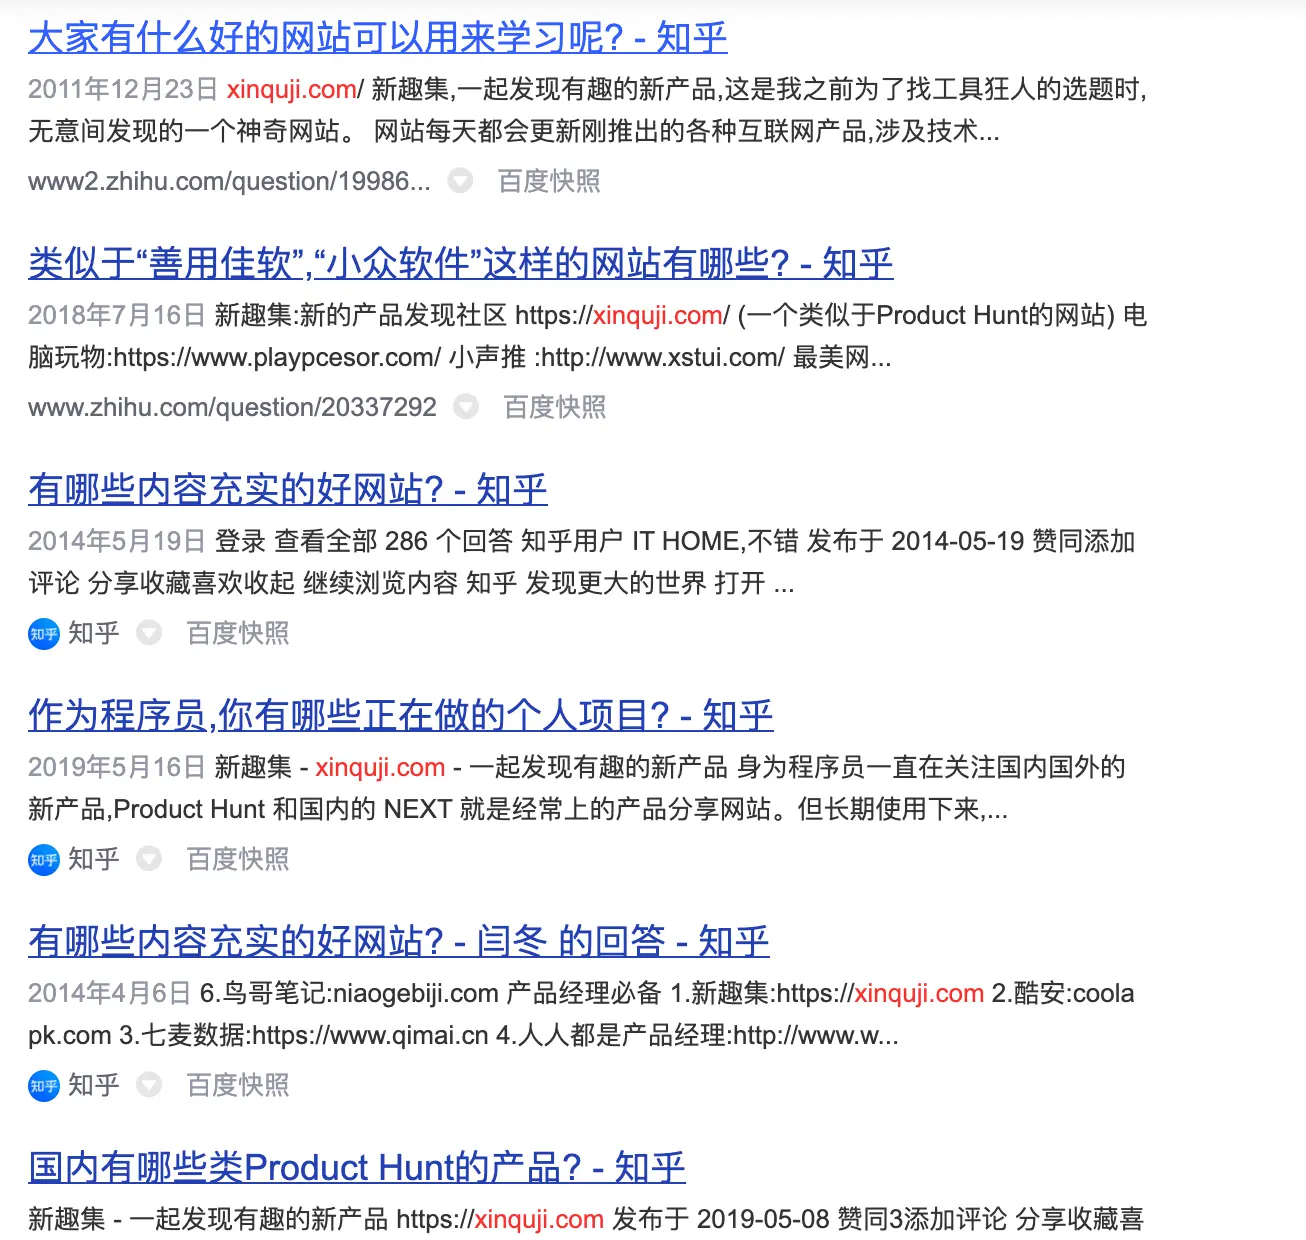 大家有什么好的网站可以用来学习呢? - 知乎
2011年12月23日 xinquji.com/ 新趣集,一起发现有趣的新产品,这是我之前为了找工具狂人的选题时,
无意间发现的一个神奇网站。 网站每天都会更新刚推出的各种互联网产品,涉及技术...
www2.zhihu.com/question/19986... 百度快照
类似于“善用佳软”,“小众软件”这样的网站有哪些? - 知乎
2018年7月16日 新趣集:新的产品发现社区 https://xinquji.com/ (一个类似于Product Hunt的网站) 电
脑玩物:https://www.playpcesor.com/ 小声推 :http://www.xstui.com/ 最美网...
www.zhihu.com/question/20337292 百度快照
有哪些内容充实的好网站? - 知乎
2014年5月19日 登录 查看全部 286 个回答 知乎用户 IT HOME,不错 发布于 2014-05-19 赞同添加
评论 分享收藏喜欢收起 继续浏览内容 知乎 发现更大的世界 打开 ...
知乎 知乎 百度快照
作为程序员,你有哪些正在做的个人项目? - 知乎
2019年5月16日 新趣集 - xinquji.com - 一起发现有趣的新产品 身为程序员一直在关注国内国外的
新产品,Product Hunt 和国内的 NEXT 就是经常上的产品分享网站。但长期使用下来,...
知乎 知乎 百度快照
有哪些内容充实的好网站? - 闫冬 的回答 - 知乎
2014年4月6日 6.鸟哥笔记:niaogebiji.com 产品经理必备 1.新趣集:https://xinquji.com 2.酷安:coola
pk.com 3.七麦数据:https://www.qimai.cn 4.人人都是产品经理:http://www.w...
知乎 知乎 百度快照
国内有哪些类Product Hunt的产品? - 知乎
新趣集 - 一起发现有趣的新产品 https://xinquji.com 发布于 2019-05-08 赞同3添加评论 分享收藏喜